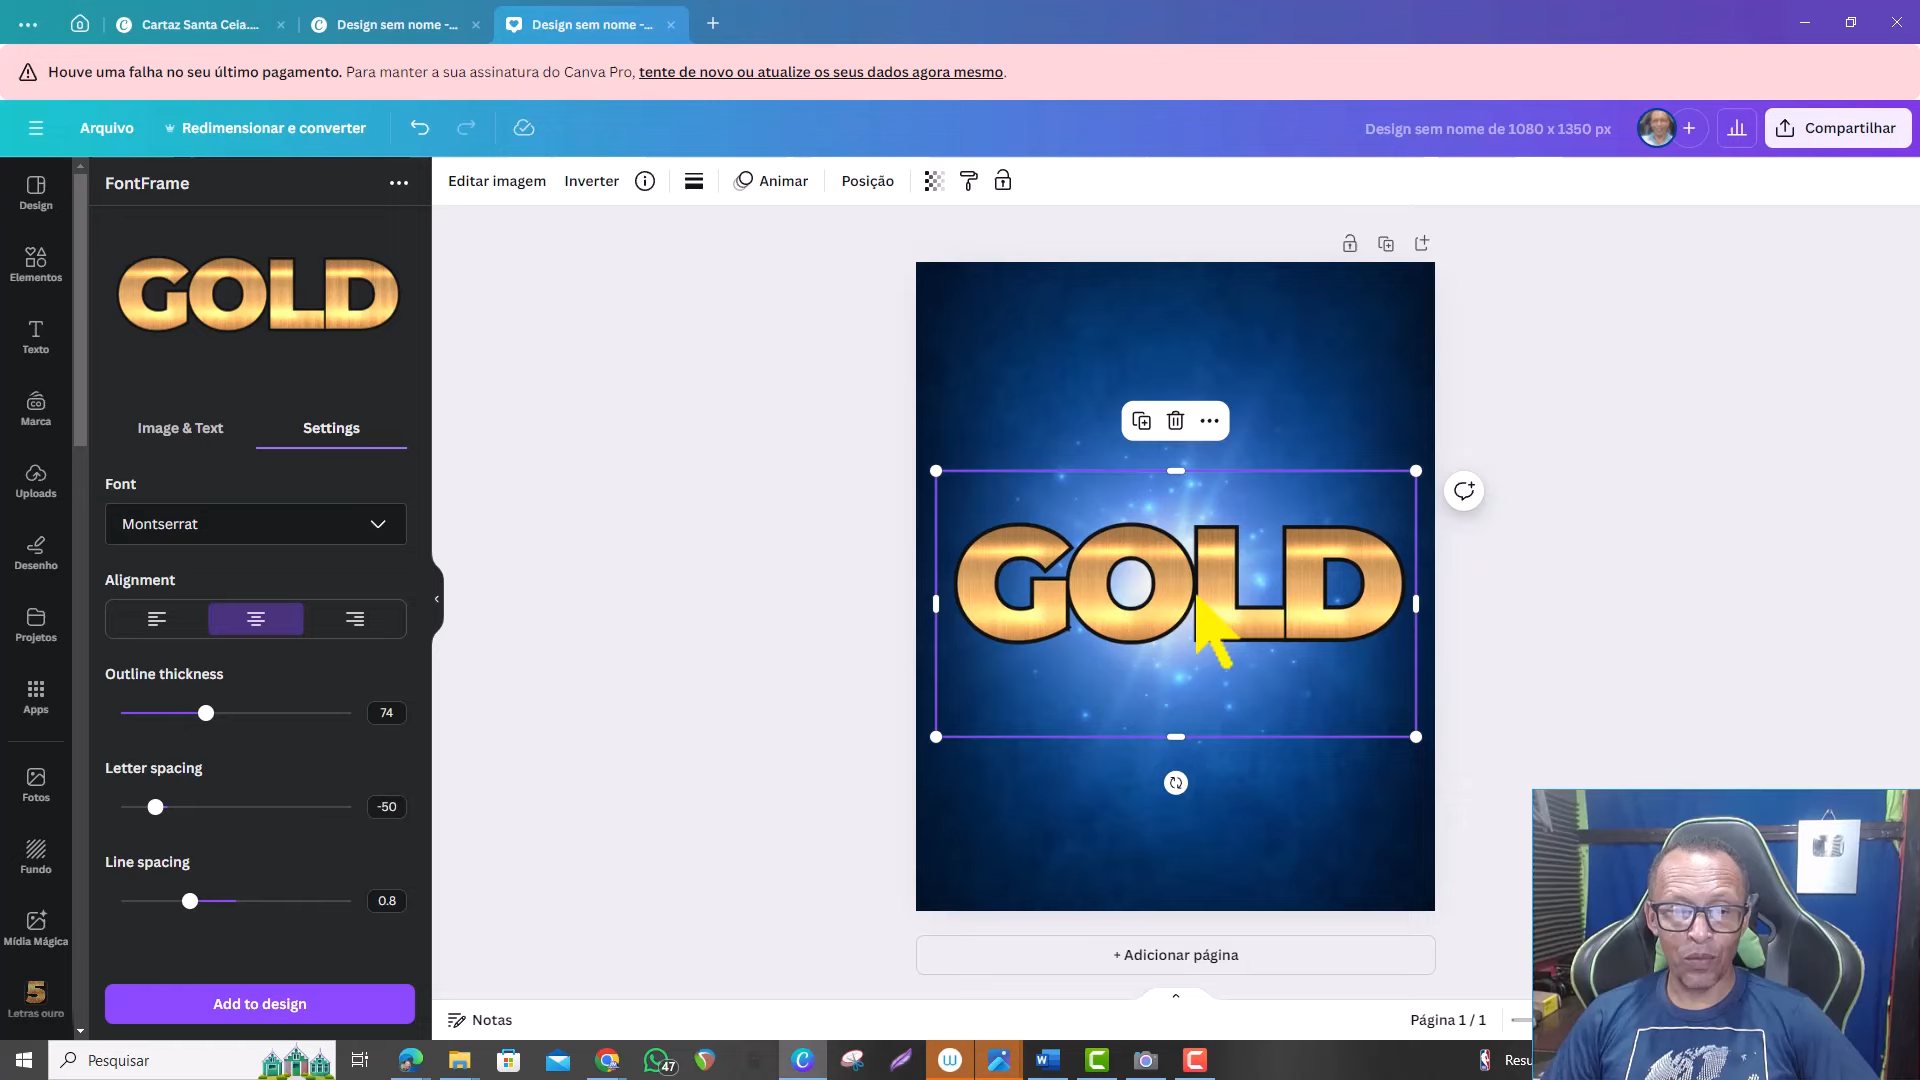 Cartaz Santa Ceia....
Design sem nome -...
Design sem nome -...
Houve uma falha no seu último pagamento. Para manter a sua assinatura do Canva Pro, tente de novo ou atualize os seus dados agora mesmo.
Arquivo
Redimensionar e converter
Design sem nome de 1080 x 1350 px
Compartilhar
FontFrame
Editar imagem
Inverter
Animar
Posição
Design
Elementos
Texto
Marca
Uploads
Desenho
Projetos
Apps
Fotos
Fundo
Mídia Mágica
Letras ouro
GOLD
Image & Text
Settings
Font
Montserrat
Alignment
Outline thickness
74
Letter spacing
-50
Line spacing
0.8
Add to design
GOLD
+ Adicionar página
Notas
Página 1 / 1
Pesquisar
47
Resu